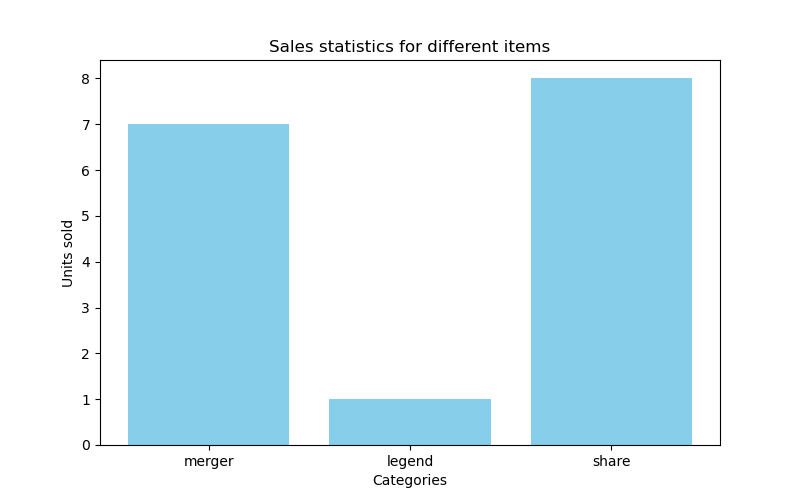 Sales statistics for different items
8
7
6
5
4
3
2
1
0
Units sold
merger legend share
Categories